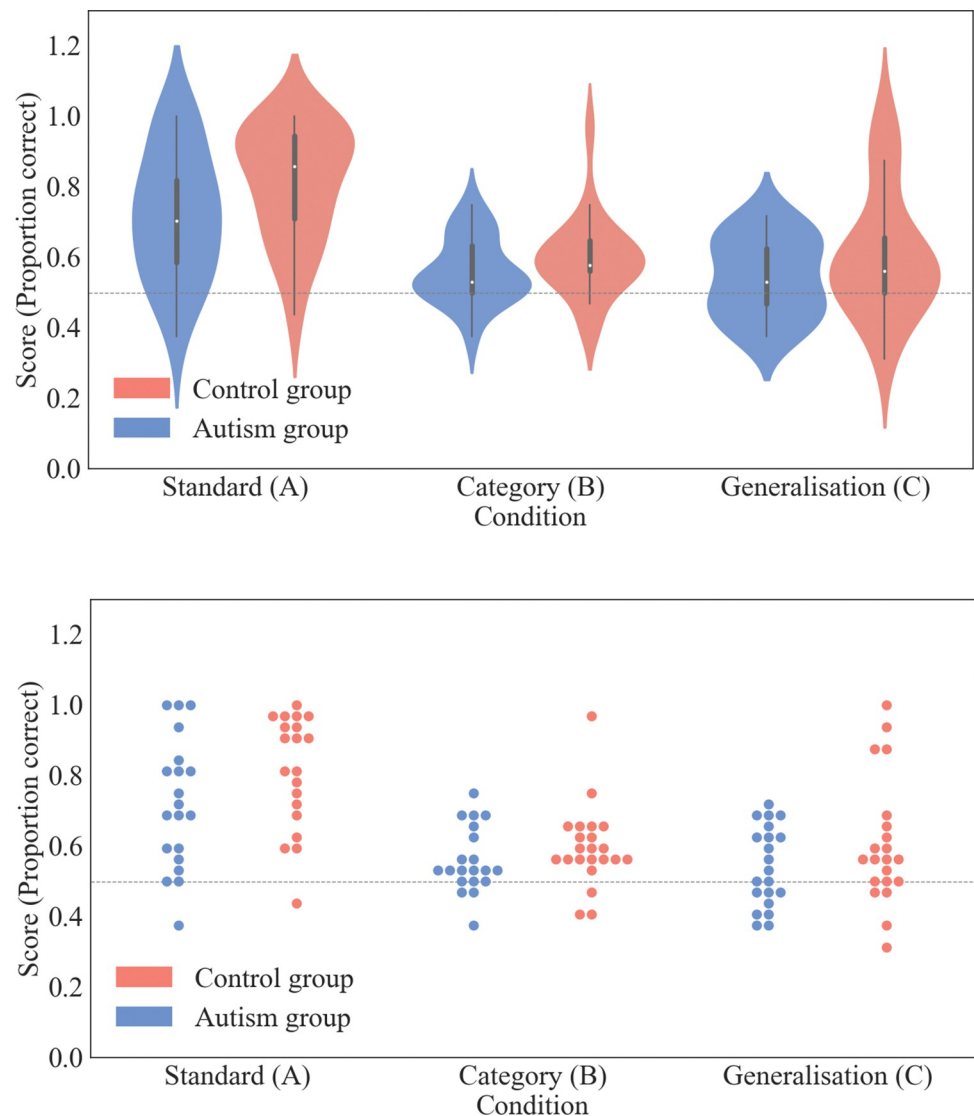 1.2
1.0
0.8
0.6
0.4
0.2
0.0
Score (Proportion correct)
Control group
Autism group
Standard (A)
Category (B)
Generalisation (C)
Condition
1.2
1.0
0.8
0.6
0.4
0.2
0.0
Score (Proportion correct)
Control group
Autism group
Standard (A)
Category (B)
Generalisation (C)
Condition